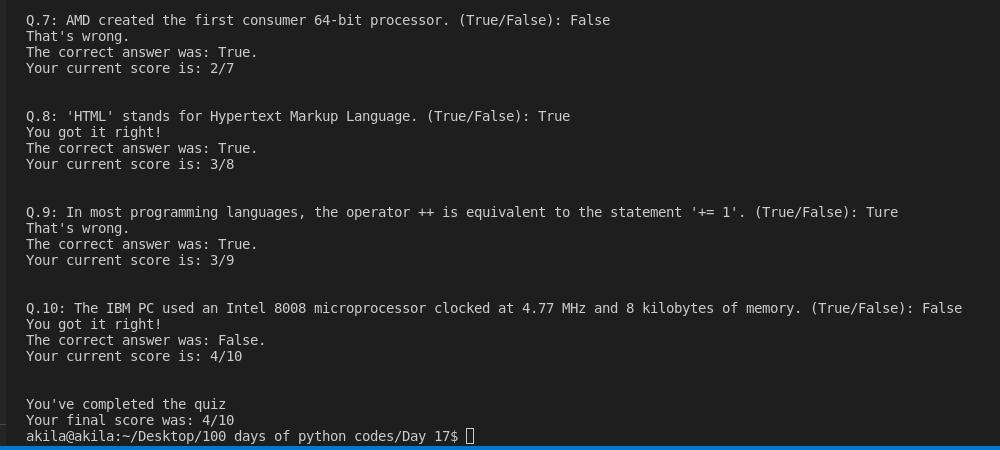 Q.7: AMD created the first consumer 64-bit processor. (True/False): False
That's wrong.
The correct answer was: True.
Your current score is: 2/7
Q.8: 'HTML' stands for Hypertext Markup Language. (True/False): True
You got it right!
The correct answer was: True.
Your current score is: 3/8
Q.9: In most programming languages, the operator ++ is equivalent to the statement '+= 1'. (True/False): Ture
That's wrong.
The correct answer was: True.
Your current score is: 3/9
Q.10: The IBM PC used an Intel 8008 microprocessor clocked at 4.77 MHz and 8 kilobytes of memory. (True/False): False
You got it right!
The correct answer was: False.
Your current score is: 4/10
You've completed the quiz
Your final score was: 4/10
akila@akila:~/Desktop/100 days of python codes/Day 17$